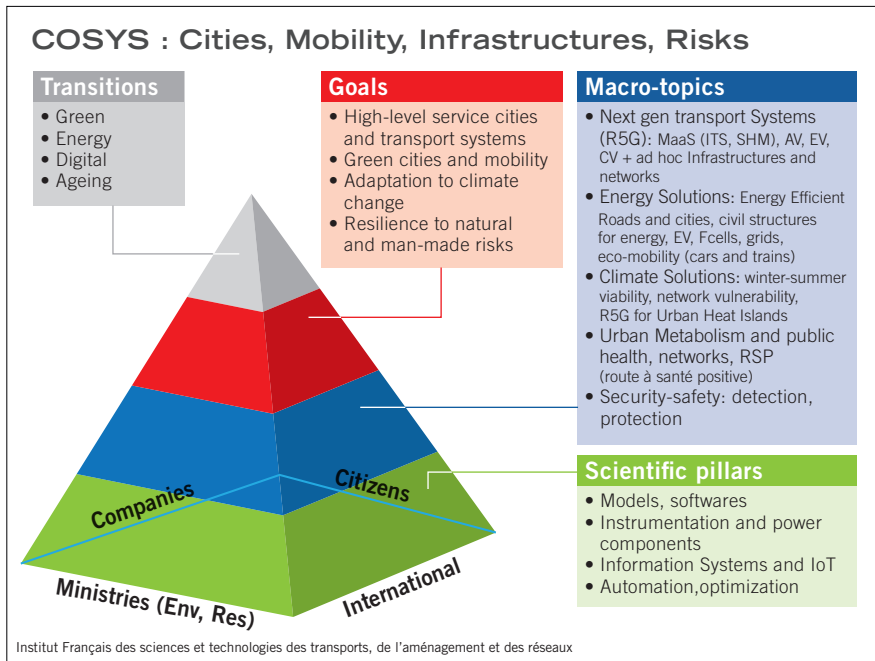 COSYS : Cities, Mobility, Infrastructures, Risks
Transitions
• Green
• Energy
• Digital
• Ageing
Goals
• High-level service cities
and transport systems
• Green cities and mobility
• Adaptation to climate
change
• Resilience to natural
and man-made risks
Macro-topics
• Next gen transport Systems
(R5G): MaaS (ITS, SHM), AV, EV,
CV + ad hoc Infrastructures and
networks
• Energy Solutions: Energy Efficient
Roads and cities, civil structures
for energy, EV, Fcells, grids,
eco-mobility (cars and trains)
• Climate Solutions: winter-summer
viability, network vulnerability,
R5G for Urban Heat Islands
• Urban Metabolism and public
health, networks, RSP
(route à santé positive)
• Security-safety: detection,
protection
Scientific pillars
• Models, softwares
• Instrumentation and power
components
• Information Systems and IoT
• Automation,optimization
Companies
Citizens
Ministries (Env, Res)
International
Institut Français des sciences et technologies des transports, de l'aménagement et des réseaux